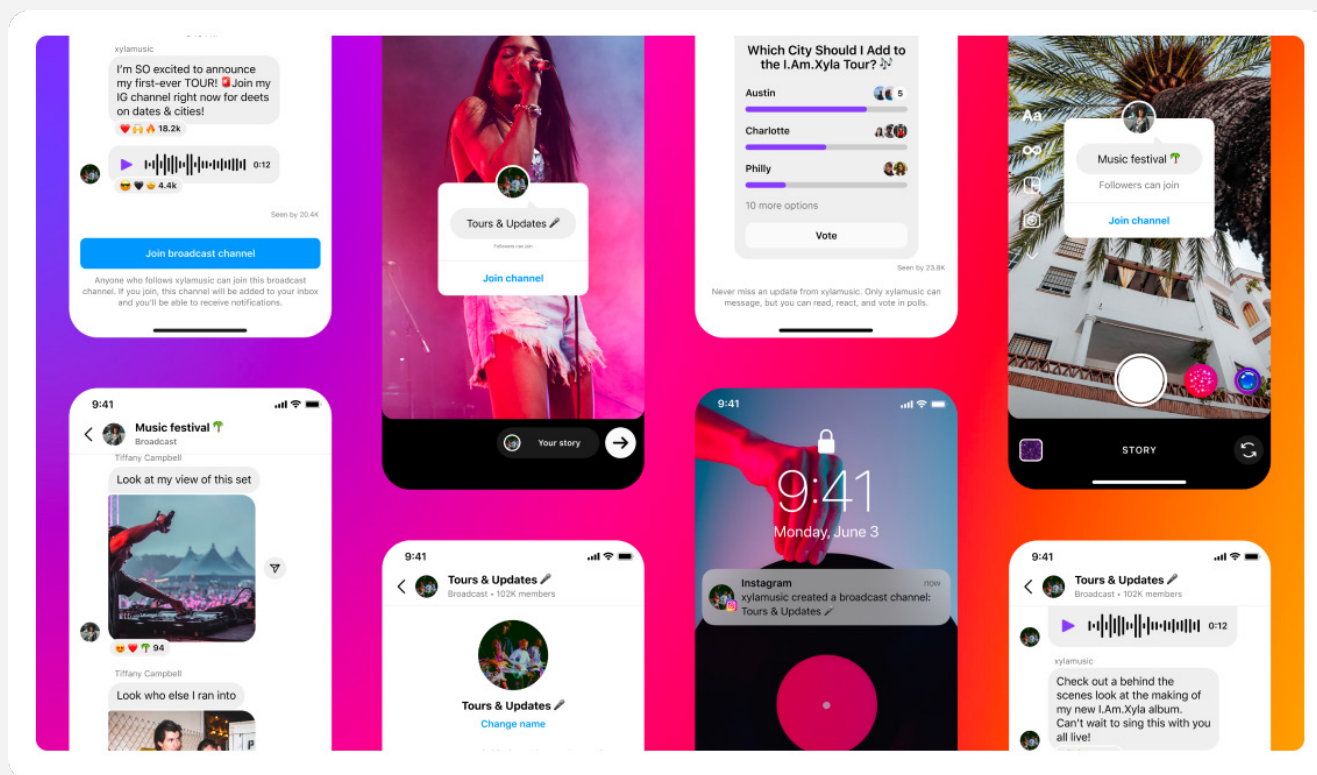 xylamusic
I'm SO excited to announce
my first-ever TOUR! 🚨Join my
IG channel right now for deets
on dates & cities!
❤️🙌🔥 18.2k
0:12
😎🖤🤩 4.4k
Seen by 20.4K
Join broadcast channel
Anyone who follows xylamusic can join this broadcast
channel. If you join, this channel will be added to your inbox
and you'll be able to receive notifications.
9:41
Music festival 🌴
Broadcast
Tiffany Campbell
Look at my view of this set
😍❤️🌴 94
Tiffany Campbell
Look who else I ran into
Tours & Updates 🎤
Followers can join
Join channel
Your story
9:41
Tours & Updates 🎤
Broadcast • 102K members
Tours & Updates 🎤
Change name
Which City Should I Add to
the I.Am.Xyla Tour? 🎶
Austin
5
Charlotte
Philly
10 more options
Vote
Seen by 23.8K
Never miss an update from xylamusic. Only xylamusic can
message, but you can read, react, and vote in polls.
9:41
9:41
Monday, June 3
Instagram
now
xylamusic created a broadcast channel:
Tours & Updates 🎤
Aa
Music festival 🌴
Followers can join
Join channel
STORY
9:41
Tours & Updates 🎤
Broadcast • 102K members
0:12
xylamusic
Check out a behind the
scenes look at the making of
my new I.Am.Xyla album.
Can't wait to sing this with you
all live!